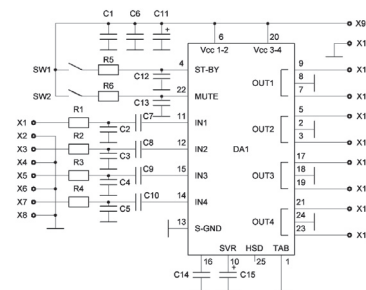 C1 C6 C11
+
X9
6 20
Vcc 1-2 Vcc 3-4
X1
SW1 R5 4 ST-BY 9 X1
C12 OUT1 8
SW2 R6 22 MUTE 7 X1
C13
R1 C7 11 IN1 5 X1
X1 C2 OUT2 2
X2 R2 C8 12 IN2 DA1 3 X1
X3 C3
X4 R3 C9 15 IN3 17 X1
X5 C4 OUT3 18
X6 R4 C10 14 IN4 19 X1
X7 C5
X8 13 S-GND 21 X1
OUT4 24
23 X1
SVR HSD TAB
16 10 25 1
C14 + C15